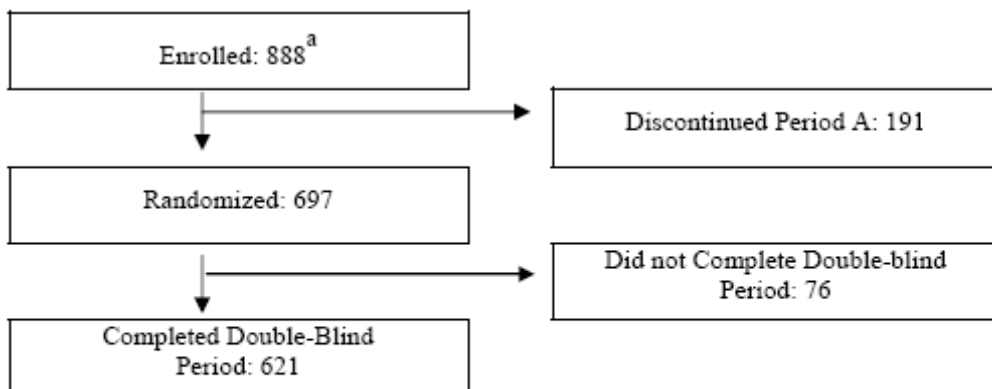 Enrolled: 888a
Discontinued Period A: 191
Randomized: 697
Did not Complete Double-blind
Period: 76
Completed Double-Blind
Period: 621